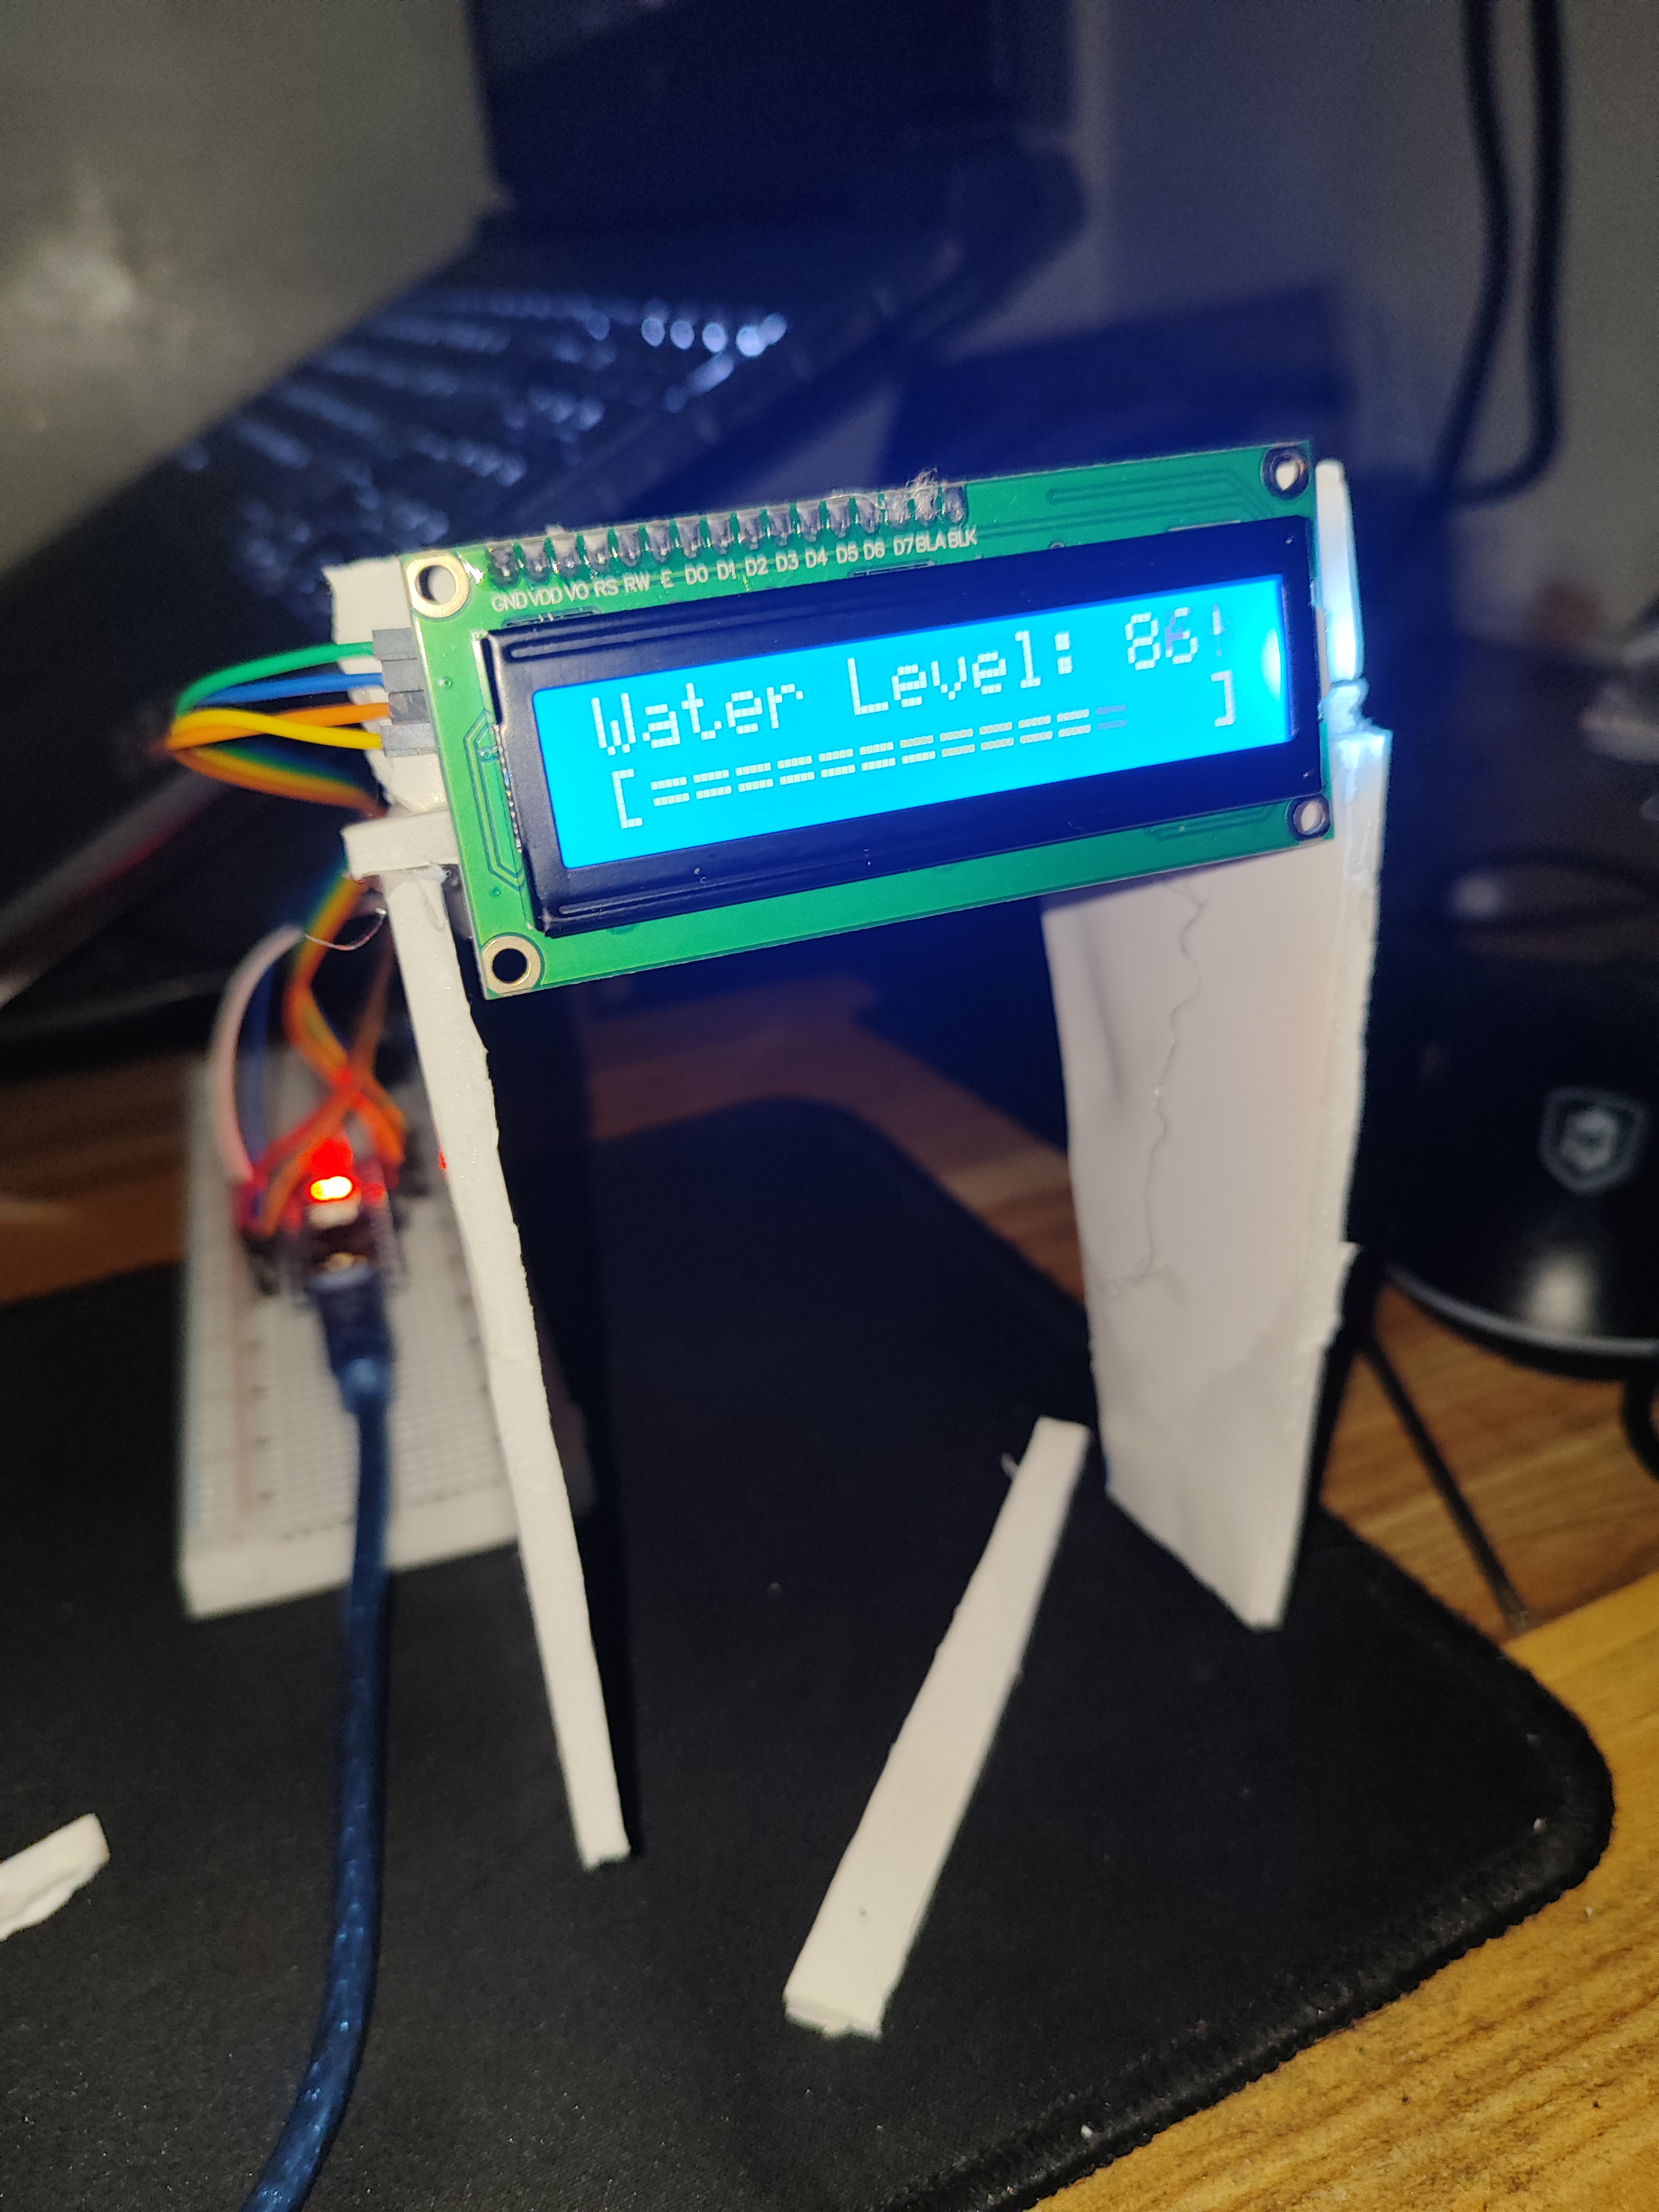 GND VDD VO RS RW E D0 D1 D2 D3 D4 D5 D6 D7 BLA BLK
Water Level: 86
[============  ]